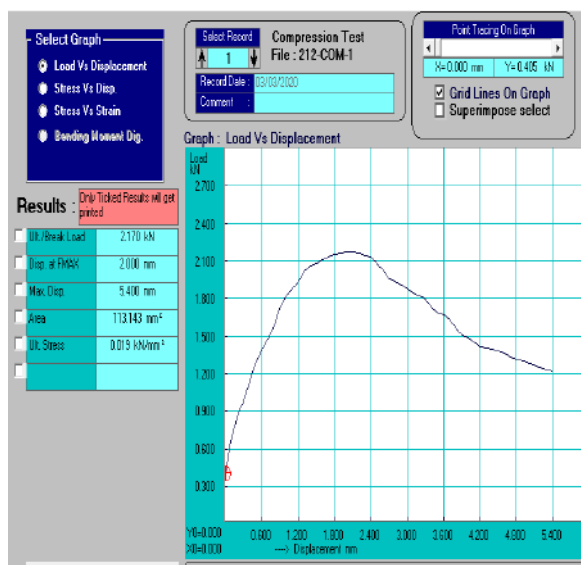 Select Graph
Load Vs Displacement
Stress Vs Disp.
Stress Vs Strain
Bending Moment Dig.
Select Record
1
Compression Test
File : 212-COM-1
Record Date : 03/03/2020
Comment :
Point Tracing On Graph
X=0.000 mm Y=0.405 kN
Grid Lines On Graph
Superimpose select
Results : Only Ticked Results will get printed
Ult./Break Load 2.170 kN
Disp. at FMAX 2.000 mm
Max. Disp. 5.400 mm
Area 113.143 mm²
Ult. Stress 0.019 kN/mm²
Graph : Load Vs Displacement
Load
kN
2.700
2.400
2.100
1.800
1.500
1.200
0.900
0.600
0.300
Y0=0.000 0.600 1.200 1.800 2.400 3.000 3.600 4.200 4.800 5.400
X0=0.000 ---> Displacement mm